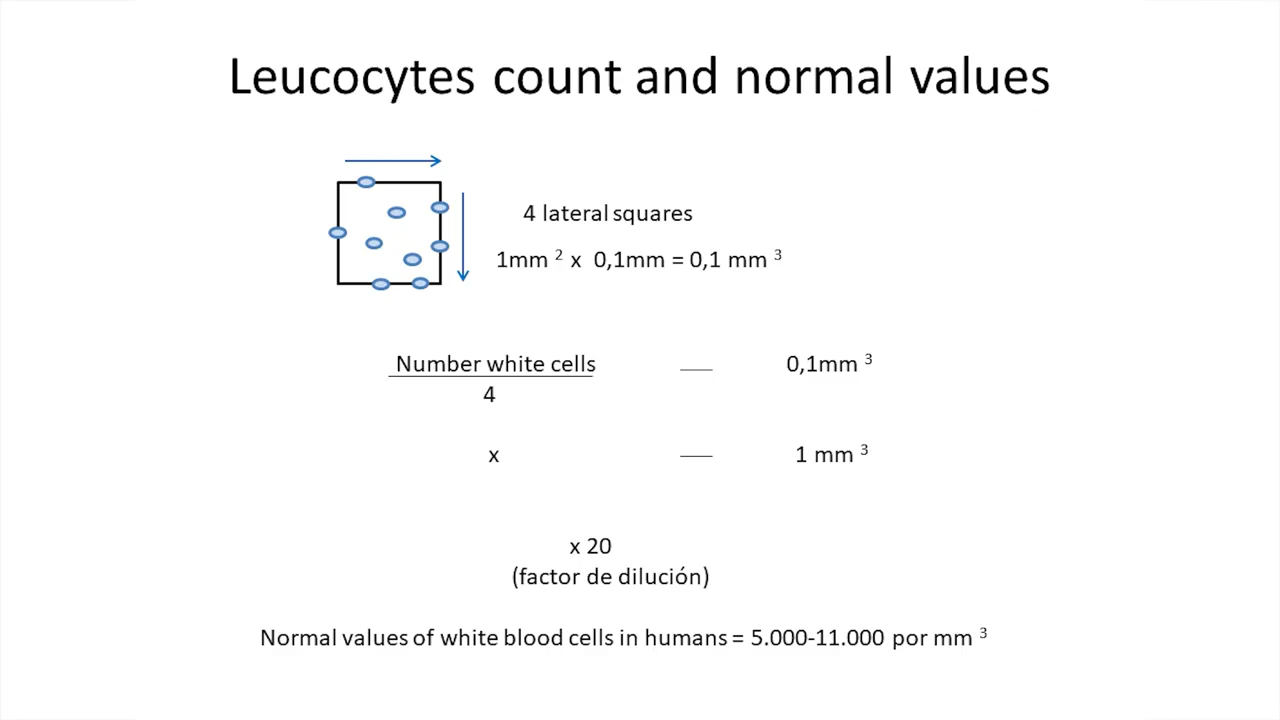 Leucocytes count and normal values
4 lateral squares
1mm ² x 0,1mm = 0,1 mm ³
Number white cells 0,1mm ³
4
x 1 mm ³
x 20
(factor de dilución)
Normal values of white blood cells in humans = 5.000-11.000 por mm ³